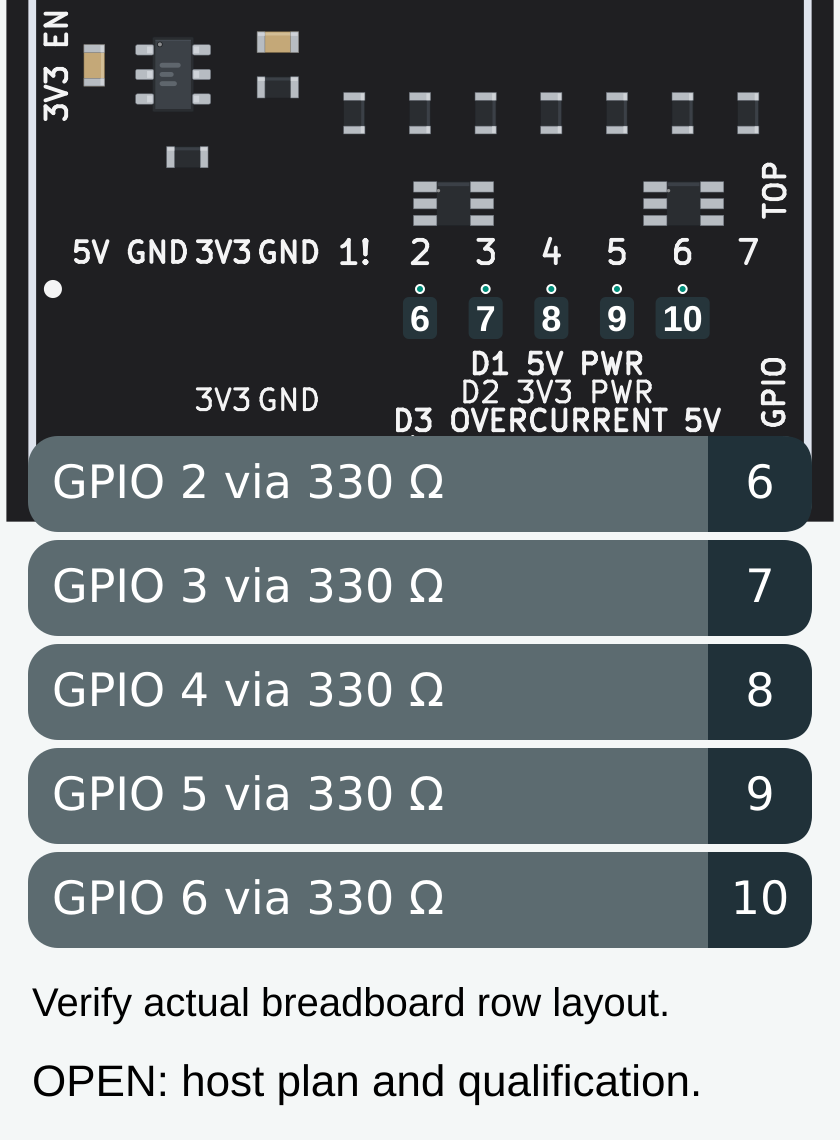 3V3 EN
TOP
5V GND 3V3 GND 1! 2 3 4 5 6 7
6 7 8 9 10
D1 5V PWR
D2 3V3 PWR
3V3 GND
D3 OVERCURRENT 5V
GPIO
GPIO 2 via 330 Ω 6
GPIO 3 via 330 Ω 7
GPIO 4 via 330 Ω 8
GPIO 5 via 330 Ω 9
GPIO 6 via 330 Ω 10
Verify actual breadboard row layout.
OPEN: host plan and qualification.